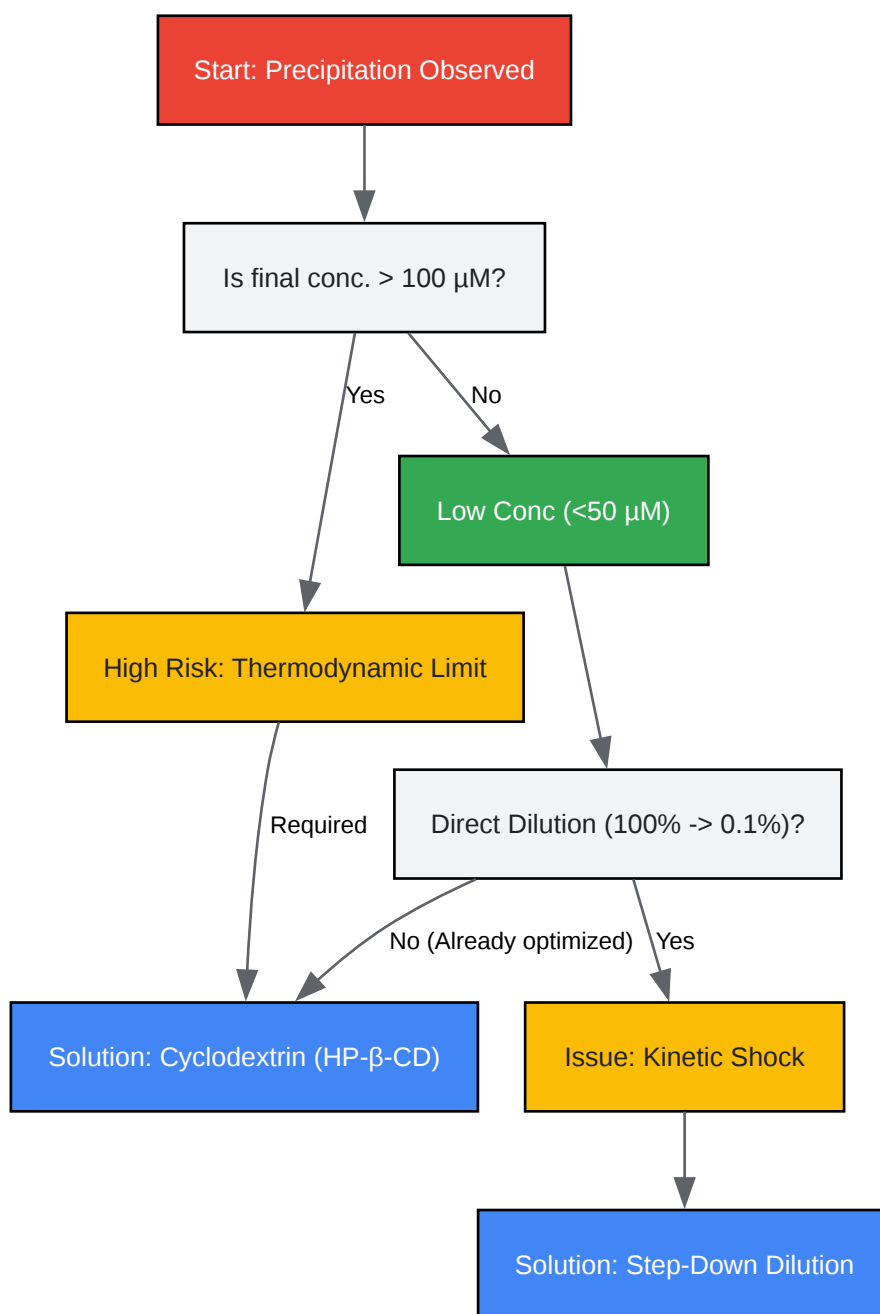 Start: Precipitation Observed
Is final conc. > 100 µM?
Yes
No
Low Conc (<50 µM)
High Risk: Thermodynamic Limit
Required
Direct Dilution (100% -> 0.1%)?
No (Already optimized)
Yes
Solution: Cyclodextrin (HP-β-CD)
Issue: Kinetic Shock
Solution: Step-Down Dilution